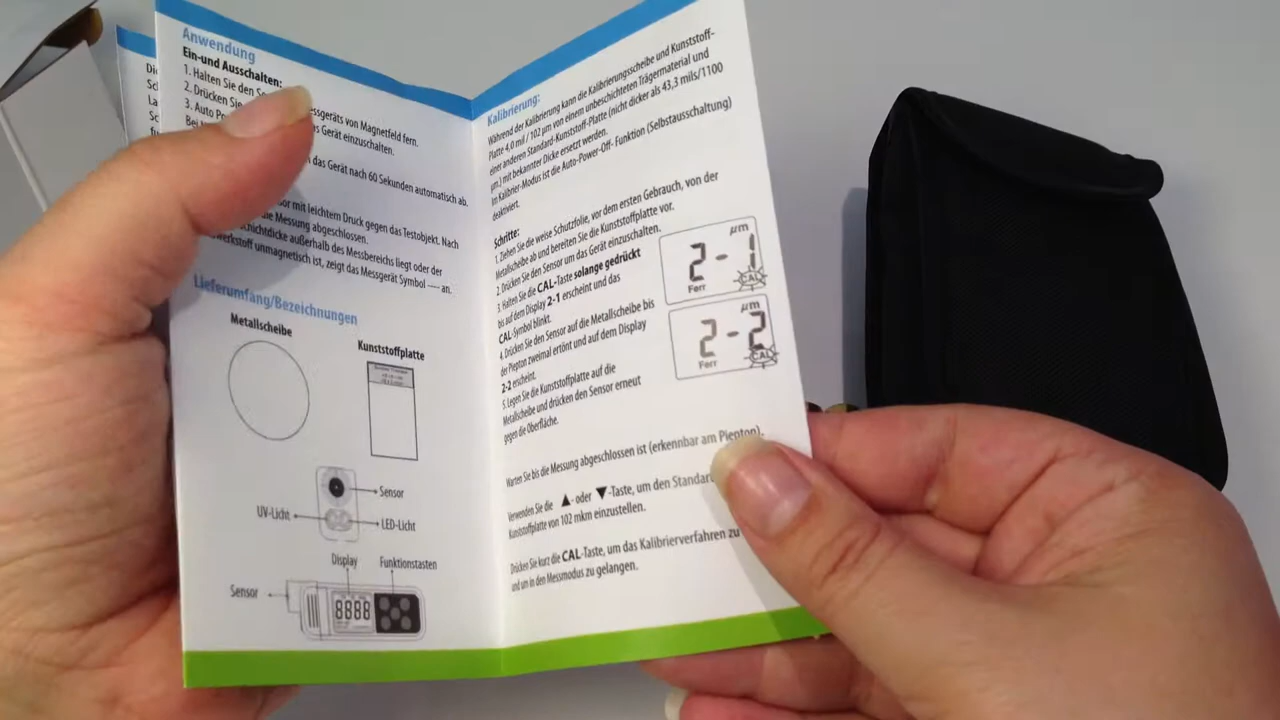 Anwendung
Ein-und Ausschalten:
1. Halten Sie den ssgeräts von Magnetfeld fern.
2. Drücken Sie Gerät einzuschalten.
3. Auto
das Gerät nach 60 Sekunden automatisch ab.
mit leichtem Druck gegen das Testobjekt. Nach
die Messung abgeschlossen.
außerhalb des Messbereichs liegt oder der
unmagnetisch ist, zeigt das Messgerät Symbol ---- an.
Lieferumfang/Bezeichnungen
Metallscheibe
Kunststoffplatte
Sensor
UV-Licht
LED-Licht
Display
Funktionstasten
Sensor
8888
Kalibrierung:
Während der Kalibrierung kann die Kalibrierungsscheibe und Kunststoff-
Platte 4,0 mil / 102 µm von einem unbeschichteten Trägermaterial und
einer anderen Standard-Kunststoff-Platte (nicht dicker als 43,3 mils/1100
µm.) mit bekannter Dicke ersetzt werden.
Im Kalibrier-Modus ist die Auto-Power-Off- Funktion (Selbstausschaltung)
deaktiviert.
Schritte:
1. Ziehen Sie die weise Schutzfolie, vor dem ersten Gebrauch, von der
Metallscheibe ab und bereiten Sie die Kunststoffplatte vor.
2. Drücken Sie den Sensor um das Gerät einzuschalten.
3. Halten Sie die CAL-Taste solange gedrückt
bis auf dem Display 2-1 erscheint und das
CAL-Symbol blinkt.
4. Drücken Sie den Sensor auf die Metallscheibe bis
der Piepton zweimal ertönt und auf dem Display
2-2 erscheint.
5. Legen Sie die Kunststoffplatte auf die
Metallscheibe und drücken den Sensor erneut
gegen die Oberfläche.
µm
2-1
Ferr CAL
µm
2-2
Ferr CAL
Warten Sie bis die Messung abgeschlossen ist (erkennbar am Piepton).
Verwenden Sie die ▲- oder ▼-Taste, um den Standard
Kunststoffplatte von 102 mkm einzustellen.
Drücken Sie kurz die CAL-Taste, um das Kalibrierverfahren zu
und um in den Messmodus zu gelangen.